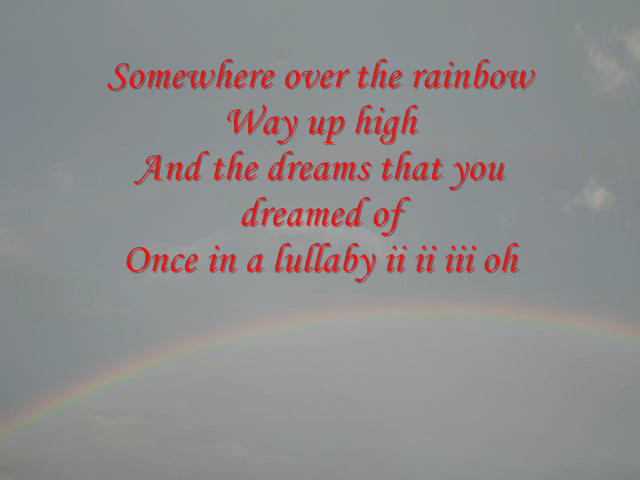 Somewhere over the rainbow
Way up high
And the dreams that you
dreamed of
Once in a lullaby ii ii iii oh